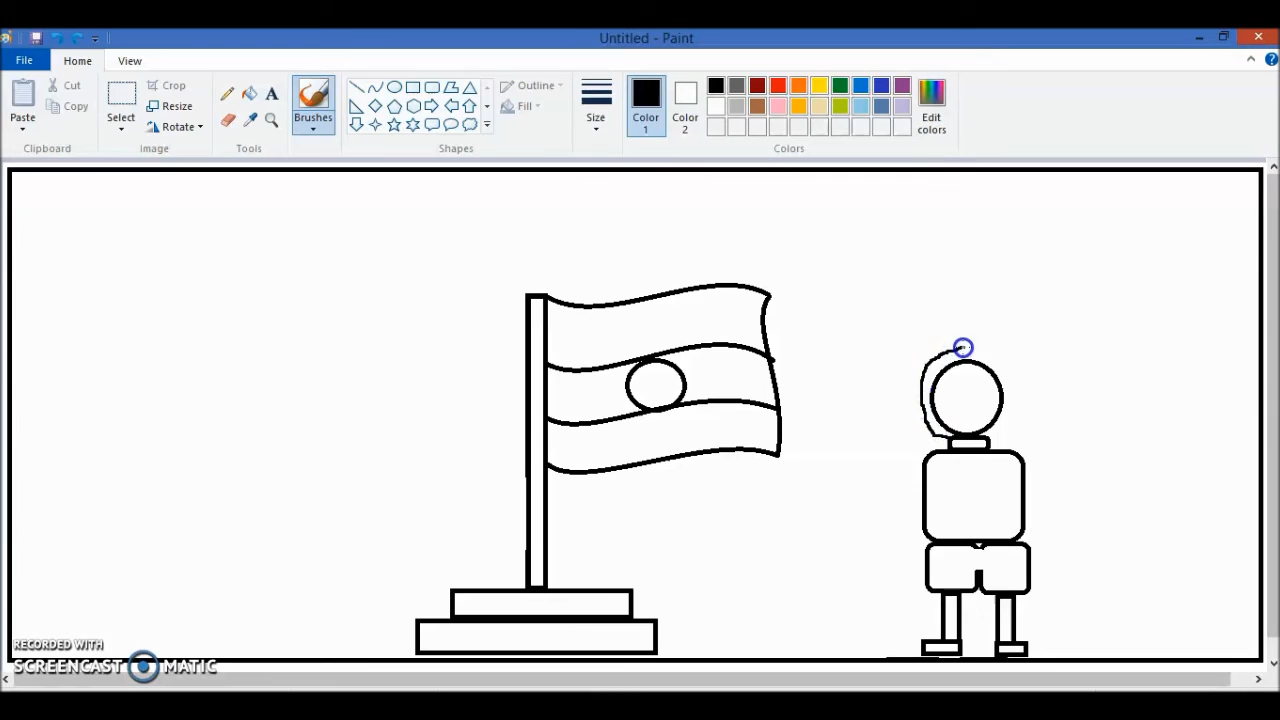 Untitled - Paint
File Home View
Cut
Copy
Paste
Clipboard
Crop
Resize
Rotate
Select
Image
Tools
Brushes
Outline
Fill
Shapes
Size
Color 1
Color 2
Edit colors
Colors
RECORDED WITH
SCREENCAST MATIC